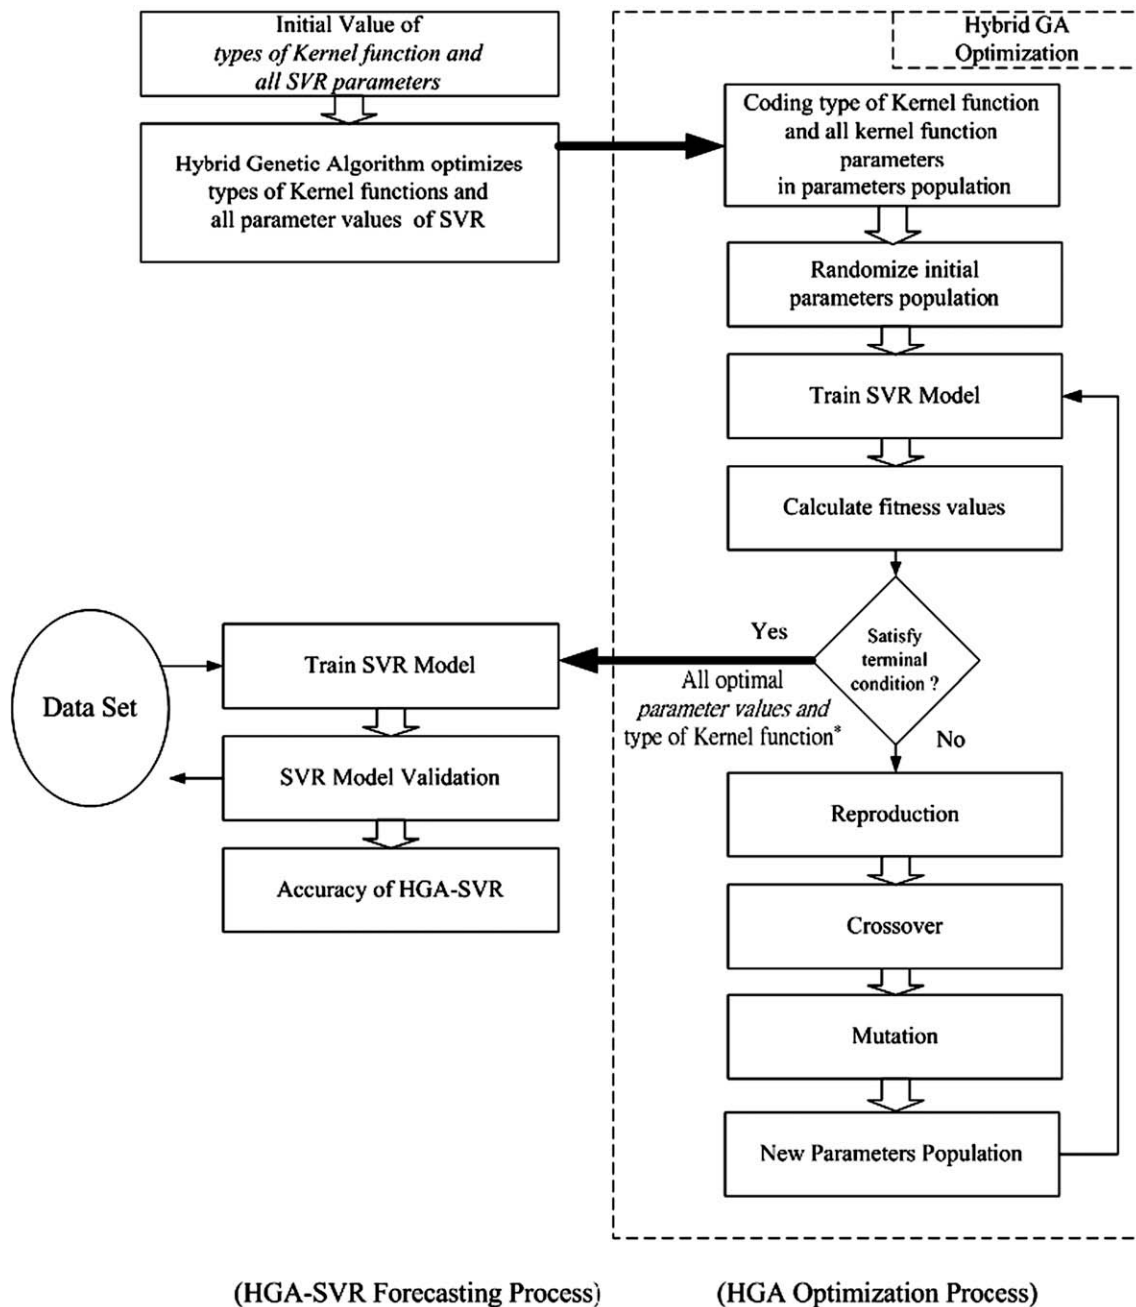 Initial Value of
types of Kernel function and
all SVR parameters
Hybrid Genetic Algorithm optimizes
types of Kernel functions and
all parameter values of SVR
Hybrid GA
Optimization
Coding type of Kernel function
and all kernel function
parameters
in parameters population
Randomize initial
parameters population
Train SVR Model
Calculate fitness values
Satisfy
terminal
condition ?
Yes
All optimal
parameter values and
type of Kernel function*
No
Data Set
Train SVR Model
SVR Model Validation
Accuracy of HGA-SVR
Reproduction
Crossover
Mutation
New Parameters Population
(HGA-SVR Forecasting Process)
(HGA Optimization Process)